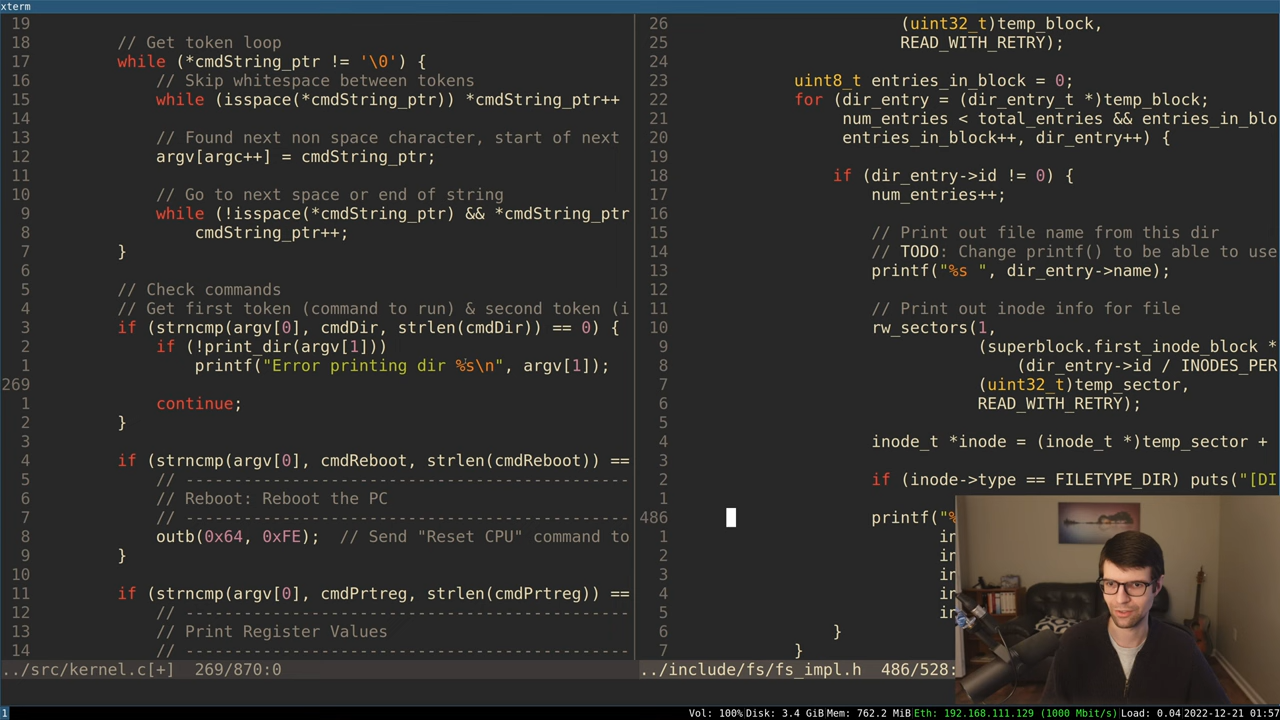 xterm
19
18 // Get token loop
17 while (*cmdString_ptr != '\0') {
16 // Skip whitespace between tokens
15 while (isspace(*cmdString_ptr)) *cmdString_ptr++
14
13 // Found next non space character, start of next
12 argv[argc++] = cmdString_ptr;
11
10 // Go to next space or end of string
9 while (!isspace(*cmdString_ptr) && *cmdString_ptr
8 cmdString_ptr++;
7 }
6
5 // Check commands
4 // Get first token (command to run) & second token (i
3 if (strncmp(argv[0], cmdDir, strlen(cmdDir)) == 0) {
2 if (!print_dir(argv[1]))
1 printf("Error printing dir %s\n", argv[1]);
269
1 continue;
2 }
3
4 if (strncmp(argv[0], cmdReboot, strlen(cmdReboot)) ==
5 // -------------------------------------------------
6 // Reboot: Reboot the PC
7 // -------------------------------------------------
8 outb(0x64, 0xFE); // Send "Reset CPU" command to
9 }
10
11 if (strncmp(argv[0], cmdPrtreg, strlen(cmdPrtreg)) ==
12 // -------------------------------------------------
13 // Print Register Values
14 // -------------------------------------------------
../src/kernel.c[+] 269/870:0
26 (uint32_t)temp_block,
25 READ_WITH_RETRY);
24
23 uint8_t entries_in_block = 0;
22 for (dir_entry = (dir_entry_t *)temp_block;
21 num_entries < total_entries && entries_in_blo
20 entries_in_block++, dir_entry++) {
19
18 if (dir_entry->id != 0) {
17 num_entries++;
16
15 // Print out file name from this dir
14 // TODO: Change printf() to be able to use
13 printf("%s ", dir_entry->name);
12
11 // Print out inode info for file
10 rw_sectors(1,
9 (superblock.first_inode_block *
8 (dir_entry->id / INODES_PER
7 (uint32_t)temp_sector,
6 READ_WITH_RETRY);
5
4 inode_t *inode = (inode_t *)temp_sector +
3
2 if (inode->type == FILETYPE_DIR) puts("[DI
1
486 printf("%
1 in
2 in
3 in
4 in
5 in
6 }
7 }
../include/fs/fs_impl.h 486/528:
1 Vol: 100% Disk: 3.4 GiB Mem: 762.2 MiB Eth: 192.168.111.129 (1000 Mbit/s) Load: 0.04 2022-12-21 01:57